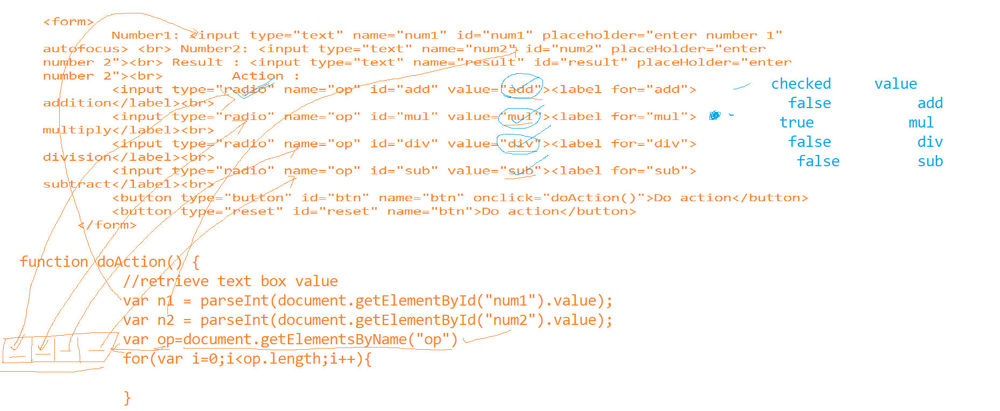 <form>
Number1: <input type="text" name="num1" id="num1" placeholder="enter number 1"
autofocus> <br> Number2: <input type="text" name="num2" id="num2" placeHolder="enter
number 2"><br> Result : <input type="text" name="result" id="result" placeHolder="enter
number 2"><br> Action :
<input type="radio" name="op" id="add" value="add"><label for="add"> checked value
addition</label><br> false add
<input type="radio" name="op" id="mul" value="mul"><label for="mul"> true mul
multiply</label><br>
<input type="radio" name="op" id="div" value="div"><label for="div"> false div
division</label><br> false sub
<input type="radio" name="op" id="sub" value="sub"><label for="sub">
subtract</label><br>
<button type="button" id="btn" name="btn" onclick="doAction()">Do action</button>
<button type="reset" id="reset" name="btn">Do action</button>
</form>
function doAction() {
//retrieve text box value
var n1 = parseInt(document.getElementById("num1").value);
var n2 = parseInt(document.getElementById("num2").value);
var op=document.getElementsByName("op")
for(var i=0;i<op.length;i++){
}